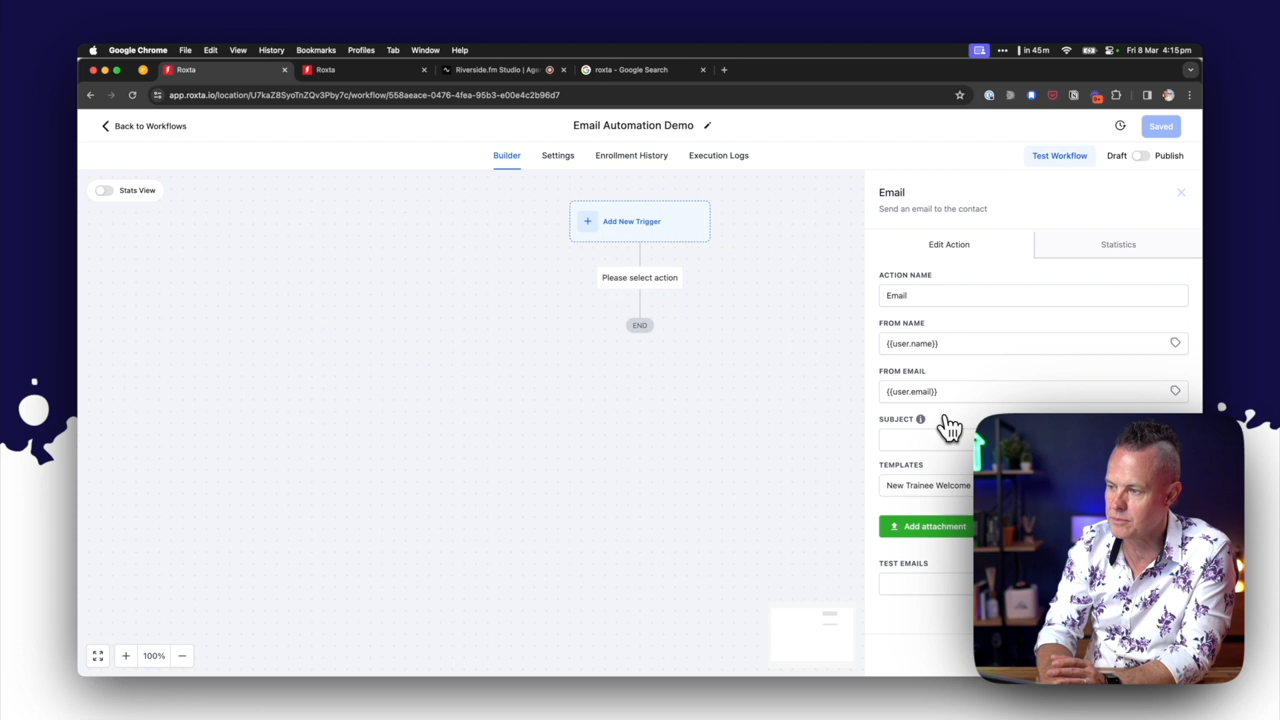 Google Chrome File Edit View History Bookmarks Profiles Tab Window Help
in 45m Fri 8 Mar 4:15pm
Roxta Roxta Riverside.fm Studio | Age roxta - Google Search
app.roxta.io/location/U7kaZ8SyoTnZQv3Pby7c/workflow/558aeace-0476-4fea-95b3-e00e4c2b96d7
Back to Workflows
Email Automation Demo
Saved
Builder Settings Enrollment History Execution Logs
Test Workflow Draft Publish
Stats View
Add New Trigger
Please select action
END
100%
Email
Send an email to the contact
Edit Action Statistics
ACTION NAME
Email
FROM NAME
{{user.name}}
FROM EMAIL
{{user.email}}
SUBJECT
TEMPLATES
New Trainee Welcome
Add attachment
TEST EMAILS